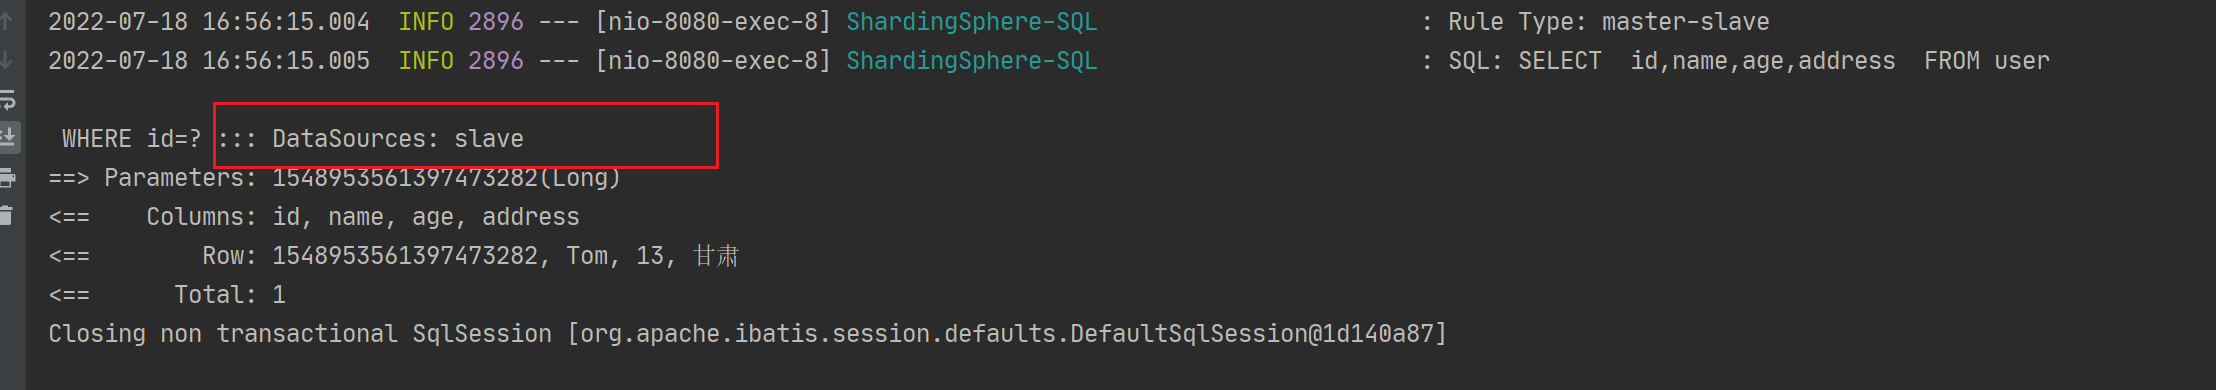 2022-07-18 16:56:15.004  INFO 2896 --- [nio-8080-exec-8] ShardingSphere-SQL                       : Rule Type: master-slave
2022-07-18 16:56:15.005  INFO 2896 --- [nio-8080-exec-8] ShardingSphere-SQL                       : SQL: SELECT  id,name,age,address  FROM user
 WHERE id=? ::: DataSources: slave
==> Parameters: 1548953561397473282(Long)
<==    Columns: id, name, age, address
<==        Row: 1548953561397473282, Tom, 13, 甘肃
<==      Total: 1
Closing non transactional SqlSession [org.apache.ibatis.session.defaults.DefaultSqlSession@1d140a87]